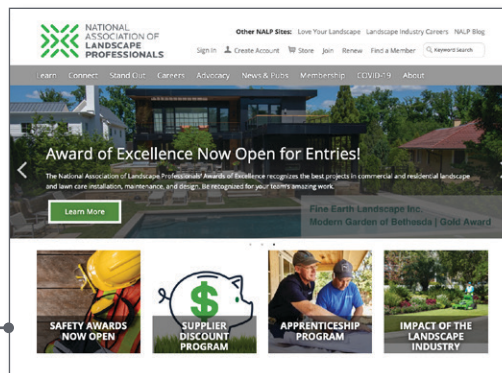 NATIONAL
ASSOCIATION OF
LANDSCAPE
PROFESSIONALS
Other NALP Sites: Love Your Landscape Landscape Industry Careers NALP Blog
Sign In Create Account Store Join Renew Find a Member Keyword Search
Learn Connect Stand Out Careers Advocacy News & Pubs Membership COVID-19 About
Award of Excellence Now Open for Entries!
The National Association of Landscape Professionals' Awards of Excellence recognizes the best projects in commercial and residential landscape
and lawn care installation, maintenance, and design. Be recognized for your team's amazing work.
Learn More
Fine Earth Landscape Inc.
Modern Garden of Bethesda | Gold Award
$
SAFETY AWARDS
NOW OPEN
SUPPLIER
DISCOUNT
PROGRAM
APPRENTICESHIP
PROGRAM
IMPACT OF THE
LANDSCAPE
INDUSTRY